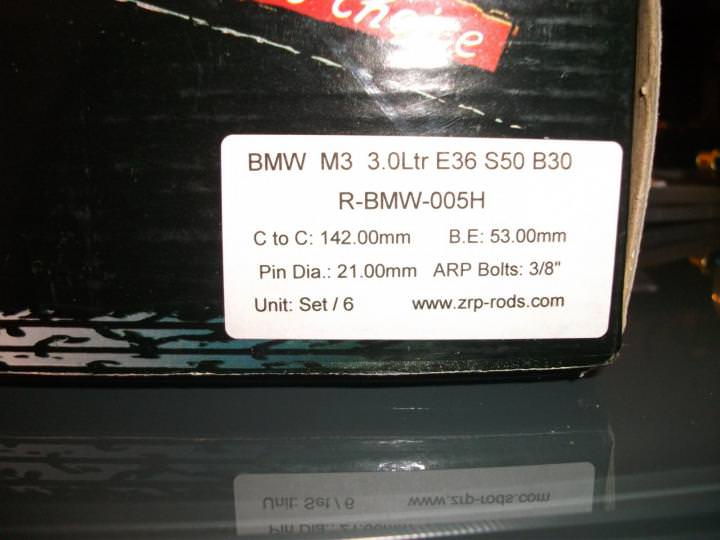 Choice
BMW M3 3.0Ltr E36 S50 B30
R-BMW-005H
C to C: 142.00mm B.E: 53.00mm
Pin Dia.: 21.00mm ARP Bolts: 3/8"
Unit: Set / 6 www.zrp-rods.com